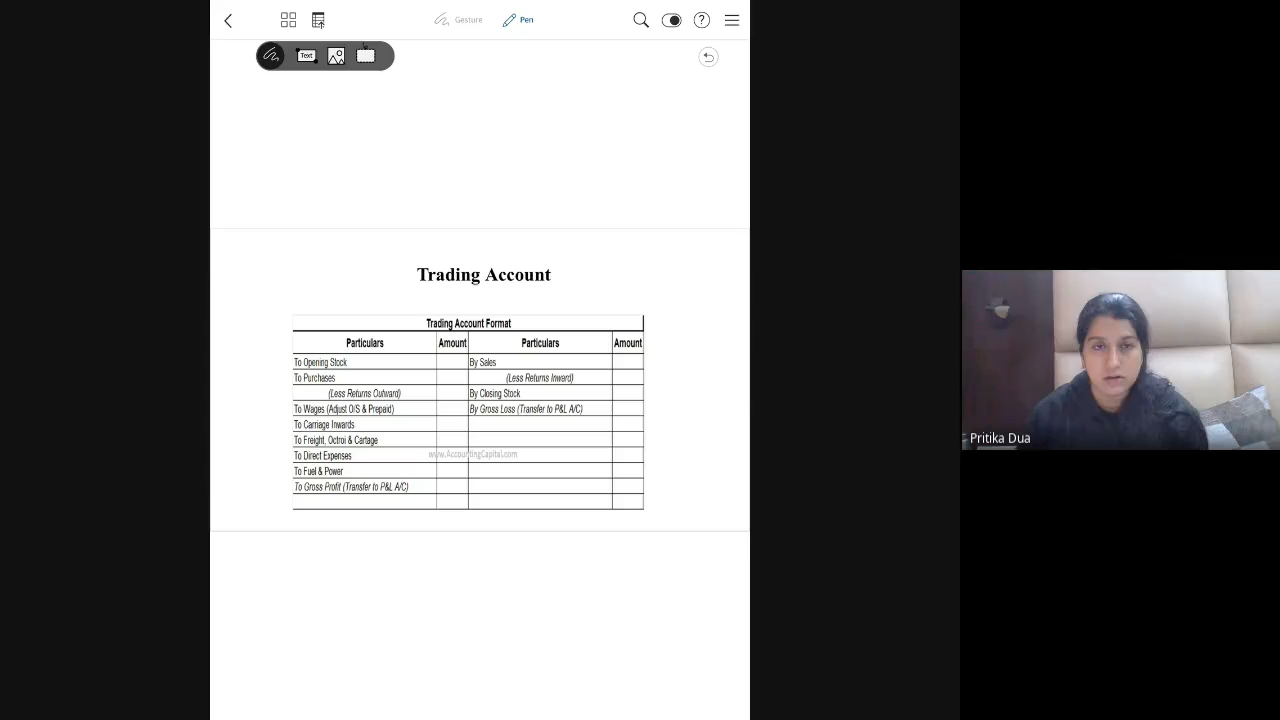 Gesture
Pen
Text
Trading Account
Trading Account Format
Particulars Amount Particulars Amount
To Opening Stock By Sales
To Purchases (Less Returns Inward)
(Less Returns Outward) By Closing Stock
To Wages (Adjust O/S & Prepaid) By Gross Loss (Transfer to P&L A/C)
To Carriage Inwards
To Freight, Octroi & Cartage
To Direct Expenses www.AccountingCapital.com
To Fuel & Power
To Gross Profit (Transfer to P&L A/C)
Pritika Dua